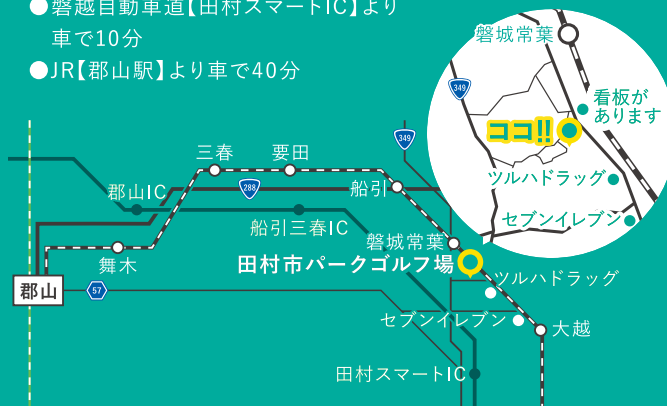 ●磐越自動車道【田村スマートIC】より
車で10分
●JR【郡山駅】より車で40分
磐城常葉
349
看板が
あります
ココ!!
ツルハドラッグ
セブンイレブン
349
三春
要田
郡山IC
288
船引
船引三春IC
磐城常葉
舞木
田村市パークゴルフ場
郡山
57
ツルハドラッグ
セブンイレブン
大越
田村スマートIC